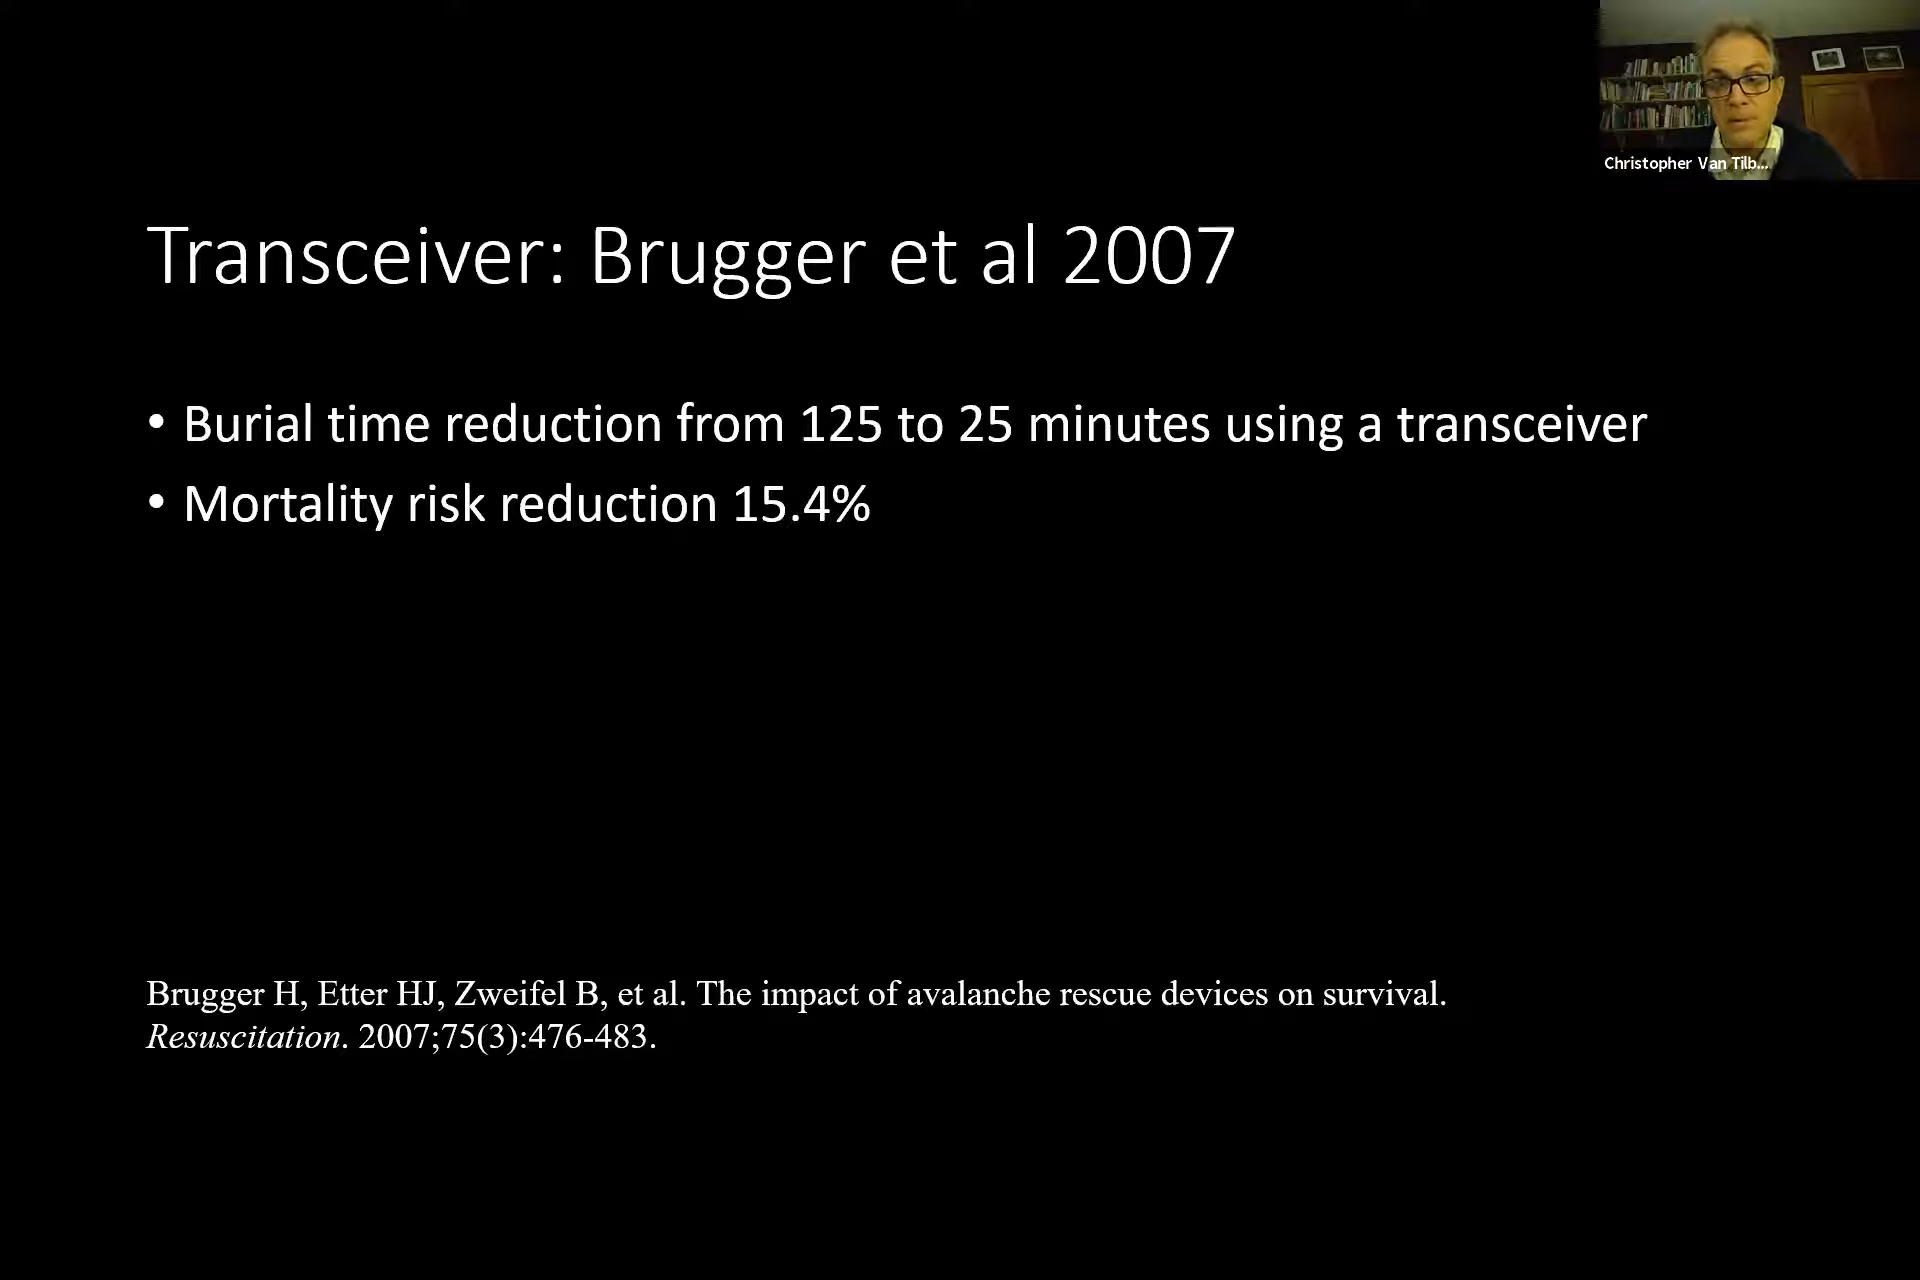 Christopher Van Tilb...
Transceiver: Brugger et al 2007
• Burial time reduction from 125 to 25 minutes using a transceiver
• Mortality risk reduction 15.4%
Brugger H, Etter HJ, Zweifel B, et al. The impact of avalanche rescue devices on survival.
Resuscitation. 2007;75(3):476-483.